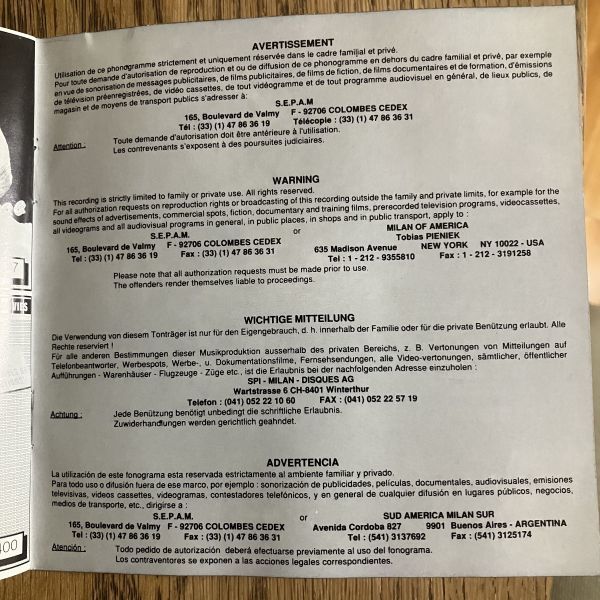 AVERTISSEMENT
Utilisation de ce phonogramme strictement et uniquement réservée dans le cadre familial et privé.
Pour toute demande d'autorisation de reproduction et ou de diffusion de ce phonogramme en dehors du cadre familial et privé, par exemple
en vue de sonorisation de messages publicitaires, de films publicitaires, de films de fiction, de films documentaires et de formation, d'émissions
de télévision préenregistrées, de vidéo cassettes, de tout vidéogramme et de tout programme audiovisuel en général, de lieux publics, de
magasin et de moyens de transport publics s'adresser à:
S.E.P.A.M
165, Boulevard de Valmy F - 92706 COLOMBES CEDEX
Tél : (33) (1) 47 86 36 19 Télécopie : (33) (1) 47 86 36 31
Attention : Toute demande d'autorisation doit être antérieure à l'utilisation.
Les contrevenants s'exposent à des poursuites judiciaires.
WARNING
This recording is strictly limited to family or private use. All rights reserved.
For all authorization requests on reproduction rights or broadcasting of this recording outside the family and private limits, for example for the
sound effects of advertisements, commercial spots, fiction, documentary and training films, prerecorded television programs, videocassettes,
all videograms and all audiovisual programs in general, in public places, in shops and in public transport, apply to :
S.E.P.A.M. or MILAN OF AMERICA
Tobias PIENIEK
165, Boulevard de Valmy F - 92706 COLOMBES CEDEX 635 Madison Avenue NEW YORK NY 10022 - USA
Tel : (33) (1) 47 86 36 19 Fax : (33) (1) 47 86 36 31 Tel : 1 - 212 - 9355810 Fax : 1 - 212 - 3191258
Please note that all authorization requests must be made prior to use.
The offenders render themselves liable to proceedings.
WICHTIGE MITTEILUNG
Die Verwendung von diesem Tonträger ist nur für den Eigengebrauch, d. h. innerhalb der Familie oder für die private Benützung erlaubt. Alle
Rechte reserviert !
Für alle anderen Bestimmungen dieser Musikproduktion ausserhalb des privaten Bereichs, z. B. Vertonungen von Mitteilungen auf
Telefonbeantworter, Werbespots, Werbe-, u. Dokumentationsfilme, Fernsehsendungen, alle Video-vertonungen, sämtlicher, öffentlicher
Aufführungen - Warenhäuser - Flugzeuge - Züge etc., ist die Erlaubnis bei der nachfolgenden Adresse einzuholen :
SPI - MILAN - DISQUES AG
Wartstrasse 6 CH-8401 Winterthur
Telefon : (041) 052 22 10 60 FAX : (041) 052 22 57 19
Achtung : Jede Benützung benötigt unbedingt die schriftliche Erlaubnis.
Zuwiderhandlungen werden gerichtlich geahndet.
ADVERTENCIA
La utilización de este fonograma esta reservada estrictamente al ambiente familiar y privado.
Para todo uso o difusión fuera de ese marco, por ejemplo : sonorización de publicidades, películas, documentales, audiovisuales, emisiones
televisivas, videos cassettes, videogramas, contestadores telefónicos, y en general de cualquier difusión en lugares públicos, negocios,
medios de transporte, etc., dirigirse a :
S.E.P.A.M. or SUD AMERICA MILAN SUR
165, Boulevard de Valmy F - 92706 COLOMBES CEDEX Avenida Cordoba 827 9901 Buenos Aires - ARGENTINA
Tel : (33) (1) 47 86 36 19 Fax : (33) (1) 47 86 36 31 Tel : (541) 3137692 Fax : (541) 3125174
Atención : Todo pedido de autorización deberá efectuarse previamente al uso del fonograma.
Los contraventores se exponen a las acciones legales correspondientes.